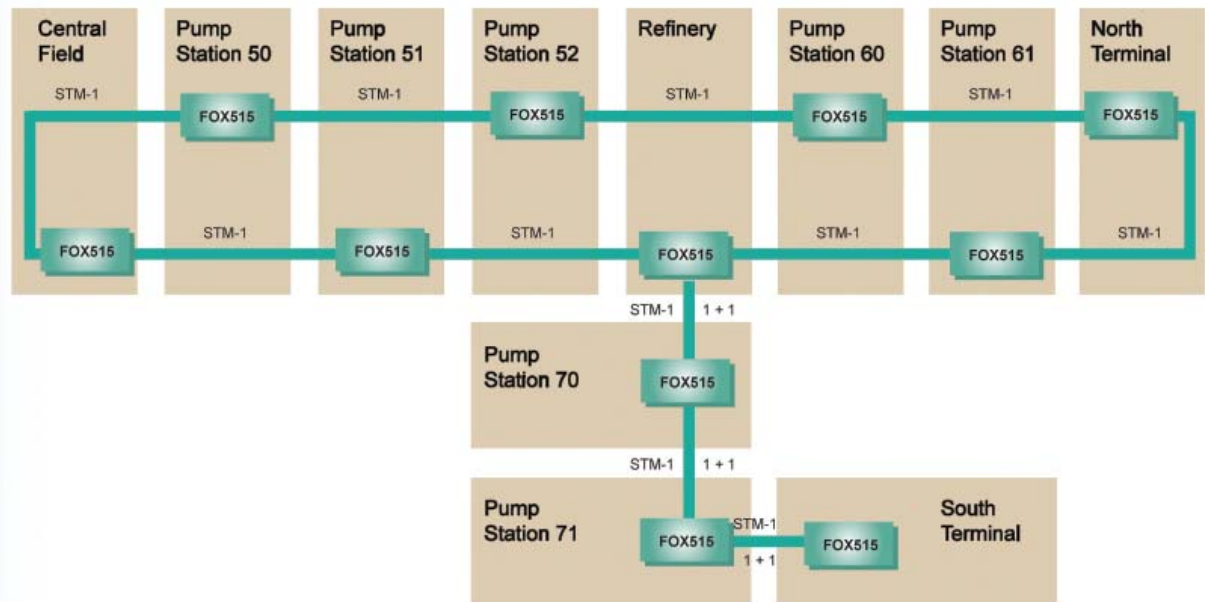 Central
Field
Pump
Station 50
Pump
Station 51
Pump
Station 52
Refinery
Pump
Station 60
Pump
Station 61
North
Terminal
STM-1
STM-1
STM-1
STM-1
FOX515
FOX515
FOX515
FOX515
STM-1
STM-1
STM-1
STM-1
FOX515
FOX515
FOX515
FOX515
STM-1 1 + 1
Pump
Station 70
FOX515
STM-1 1 + 1
Pump
Station 71
FOX515
STM-1
1 + 1
FOX515
South
Terminal